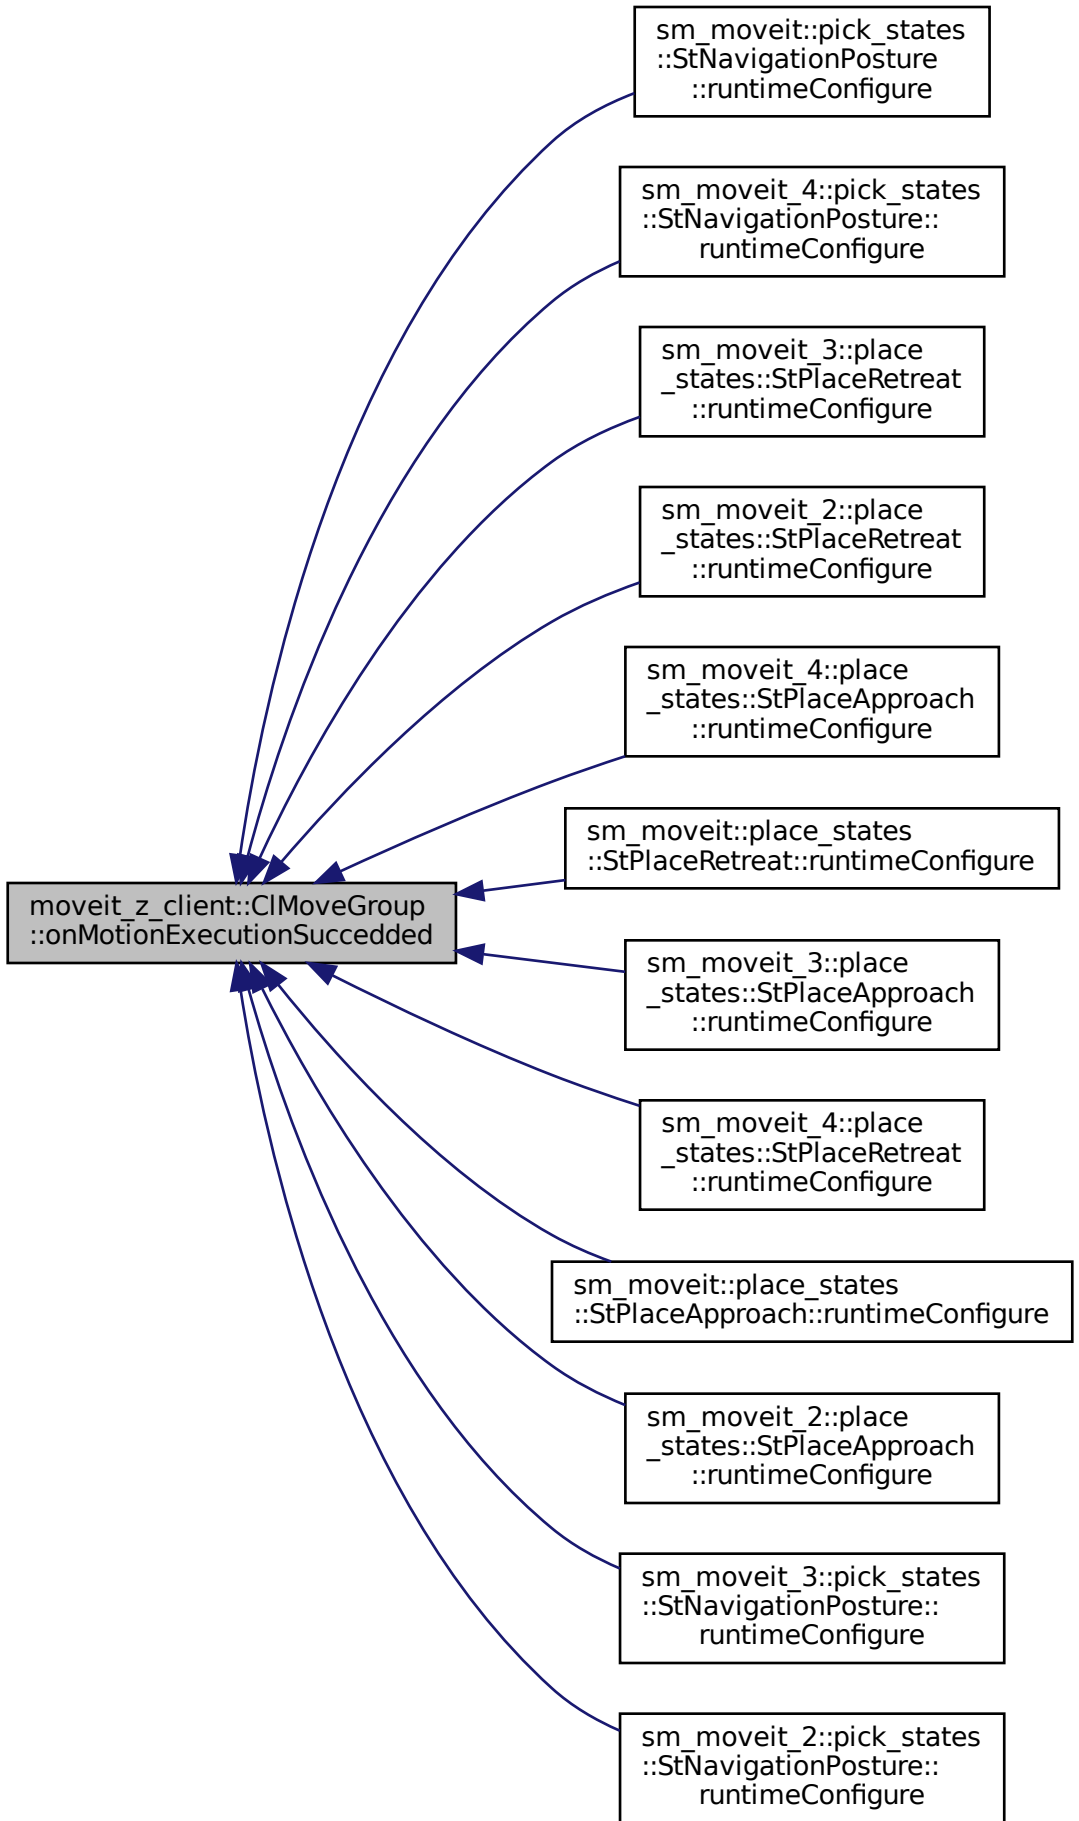 sm_moveit::pick_states
::StNavigationPosture
::runtimeConfigure
sm_moveit_4::pick_states
::StNavigationPosture::
runtimeConfigure
sm_moveit_3::place
_states::StPlaceRetreat
::runtimeConfigure
sm_moveit_2::place
_states::StPlaceRetreat
::runtimeConfigure
sm_moveit_4::place
_states::StPlaceApproach
::runtimeConfigure
sm_moveit::place_states
::StPlaceRetreat::runtimeConfigure
moveit_z_client::ClMoveGroup
::onMotionExecutionSuccedded
sm_moveit_3::place
_states::StPlaceApproach
::runtimeConfigure
sm_moveit_4::place
_states::StPlaceRetreat
::runtimeConfigure
sm_moveit::place_states
::StPlaceApproach::runtimeConfigure
sm_moveit_2::place
_states::StPlaceApproach
::runtimeConfigure
sm_moveit_3::pick_states
::StNavigationPosture::
runtimeConfigure
sm_moveit_2::pick_states
::StNavigationPosture::
runtimeConfigure